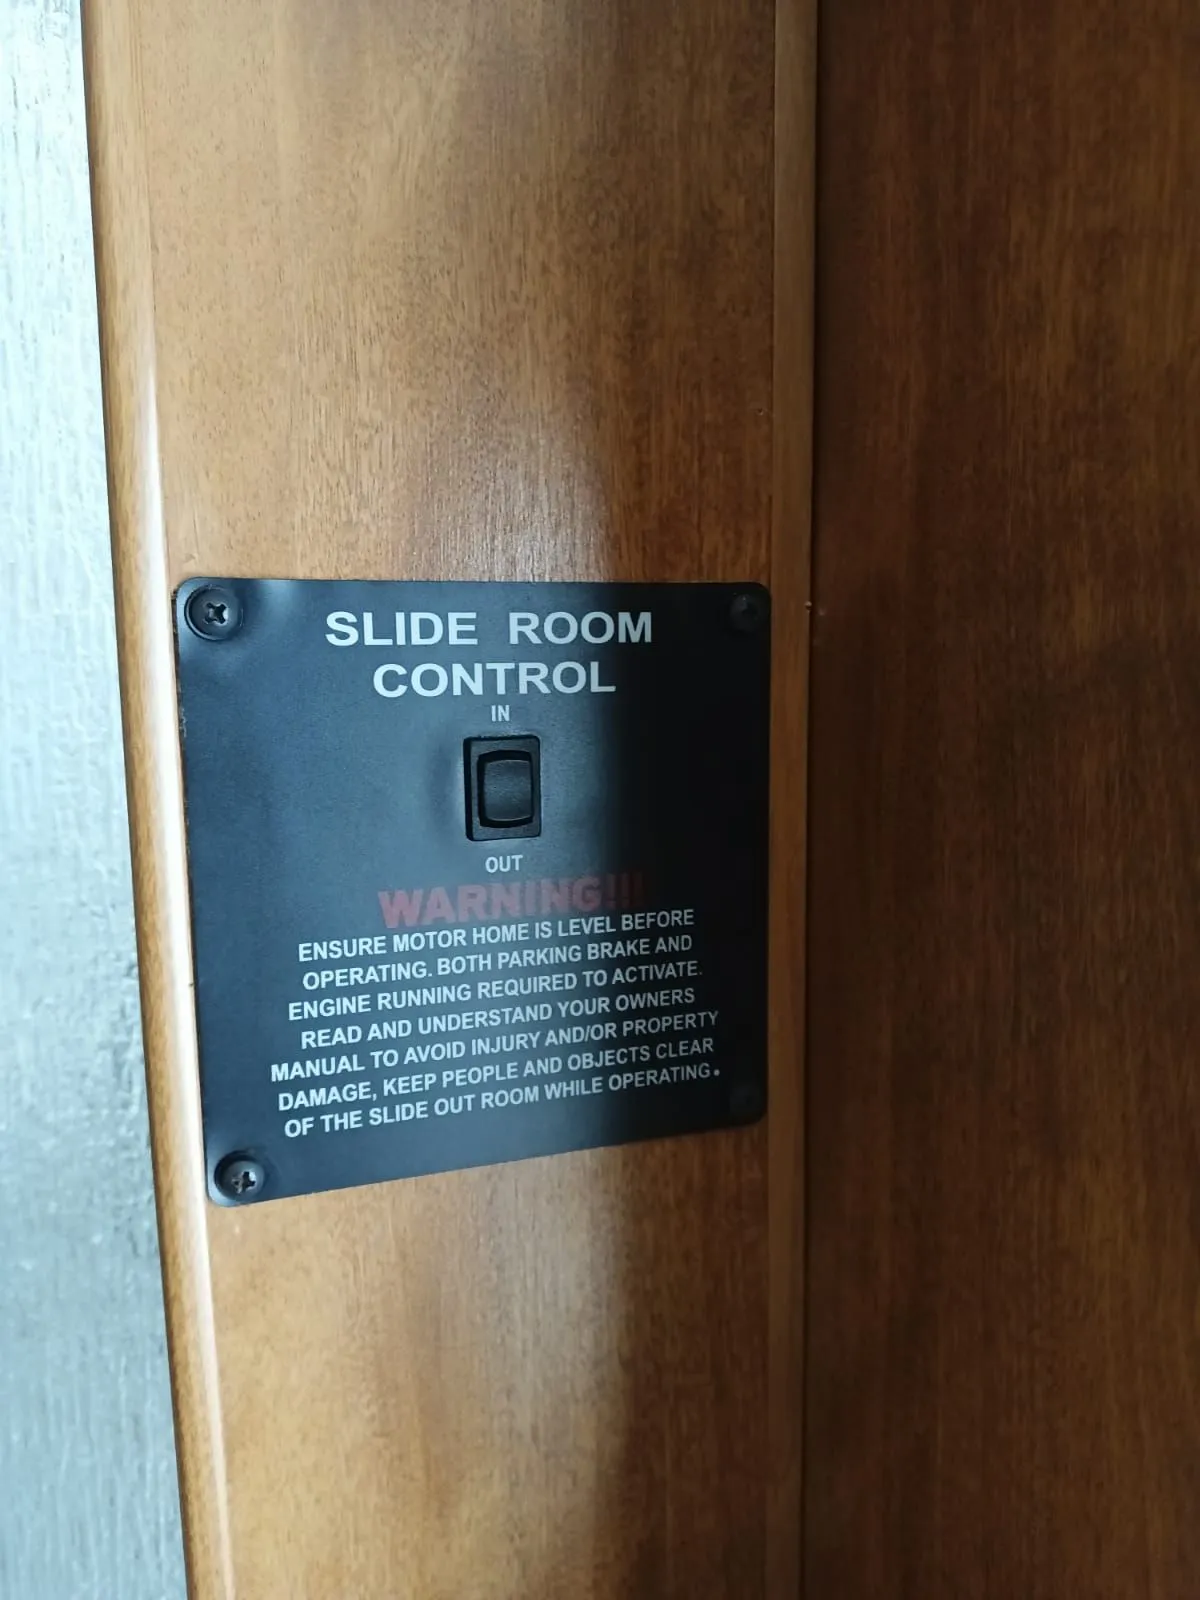 SLIDE ROOM
CONTROL
IN
OUT
WARNING!!!
ENSURE MOTOR HOME IS LEVEL BEFORE
OPERATING. BOTH PARKING BRAKE AND
ENGINE RUNNING REQUIRED TO ACTIVATE.
READ AND UNDERSTAND YOUR OWNERS
MANUAL TO AVOID INJURY AND/OR PROPERTY
DAMAGE, KEEP PEOPLE AND OBJECTS CLEAR
OF THE SLIDE OUT ROOM WHILE OPERATING.